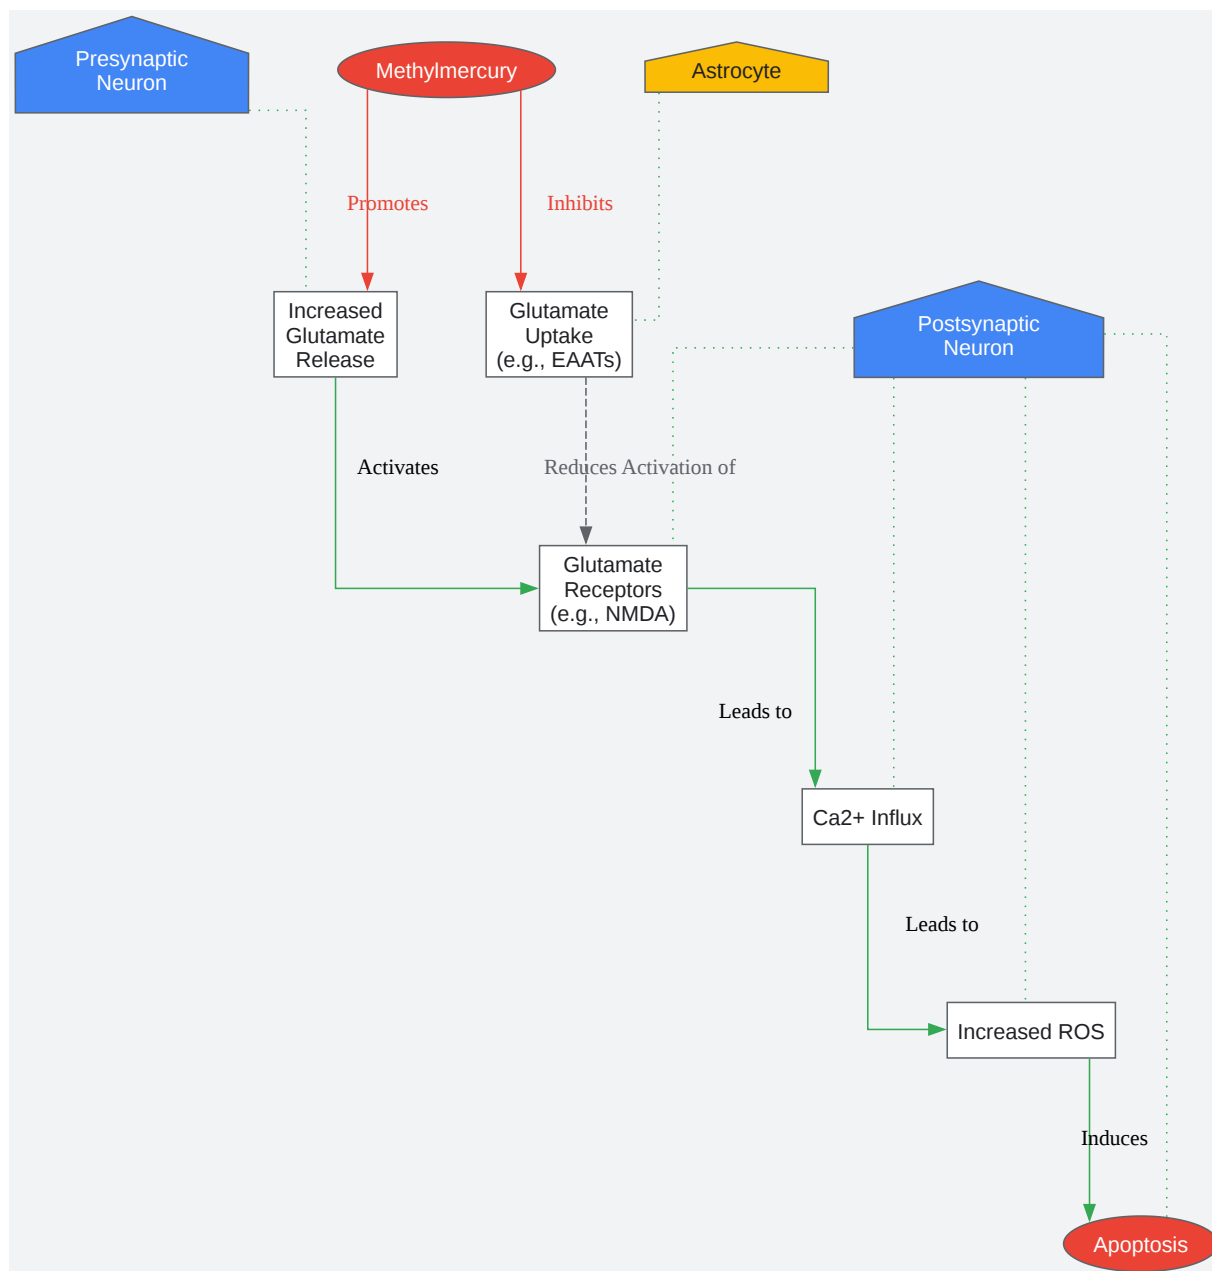 Presynaptic
Neuron
Methylmercury
Astrocyte
Promotes
Inhibits
Increased
Glutamate
Release
Glutamate
Uptake
(e.g., EAATs)
Postsynaptic
Neuron
Activates
Reduces Activation of
Glutamate
Receptors
(e.g., NMDA)
Leads to
Ca2+ Influx
Leads to
Increased ROS
Induces
Apoptosis